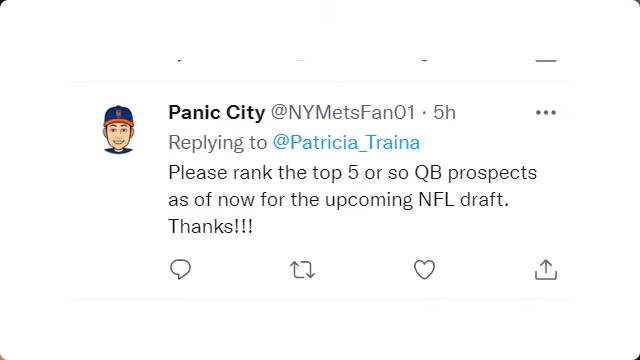 Panic City @NYMetsFan01 · 5h
Replying to @Patricia_Traina
Please rank the top 5 or so QB prospects
as of now for the upcoming NFL draft.
Thanks!!!